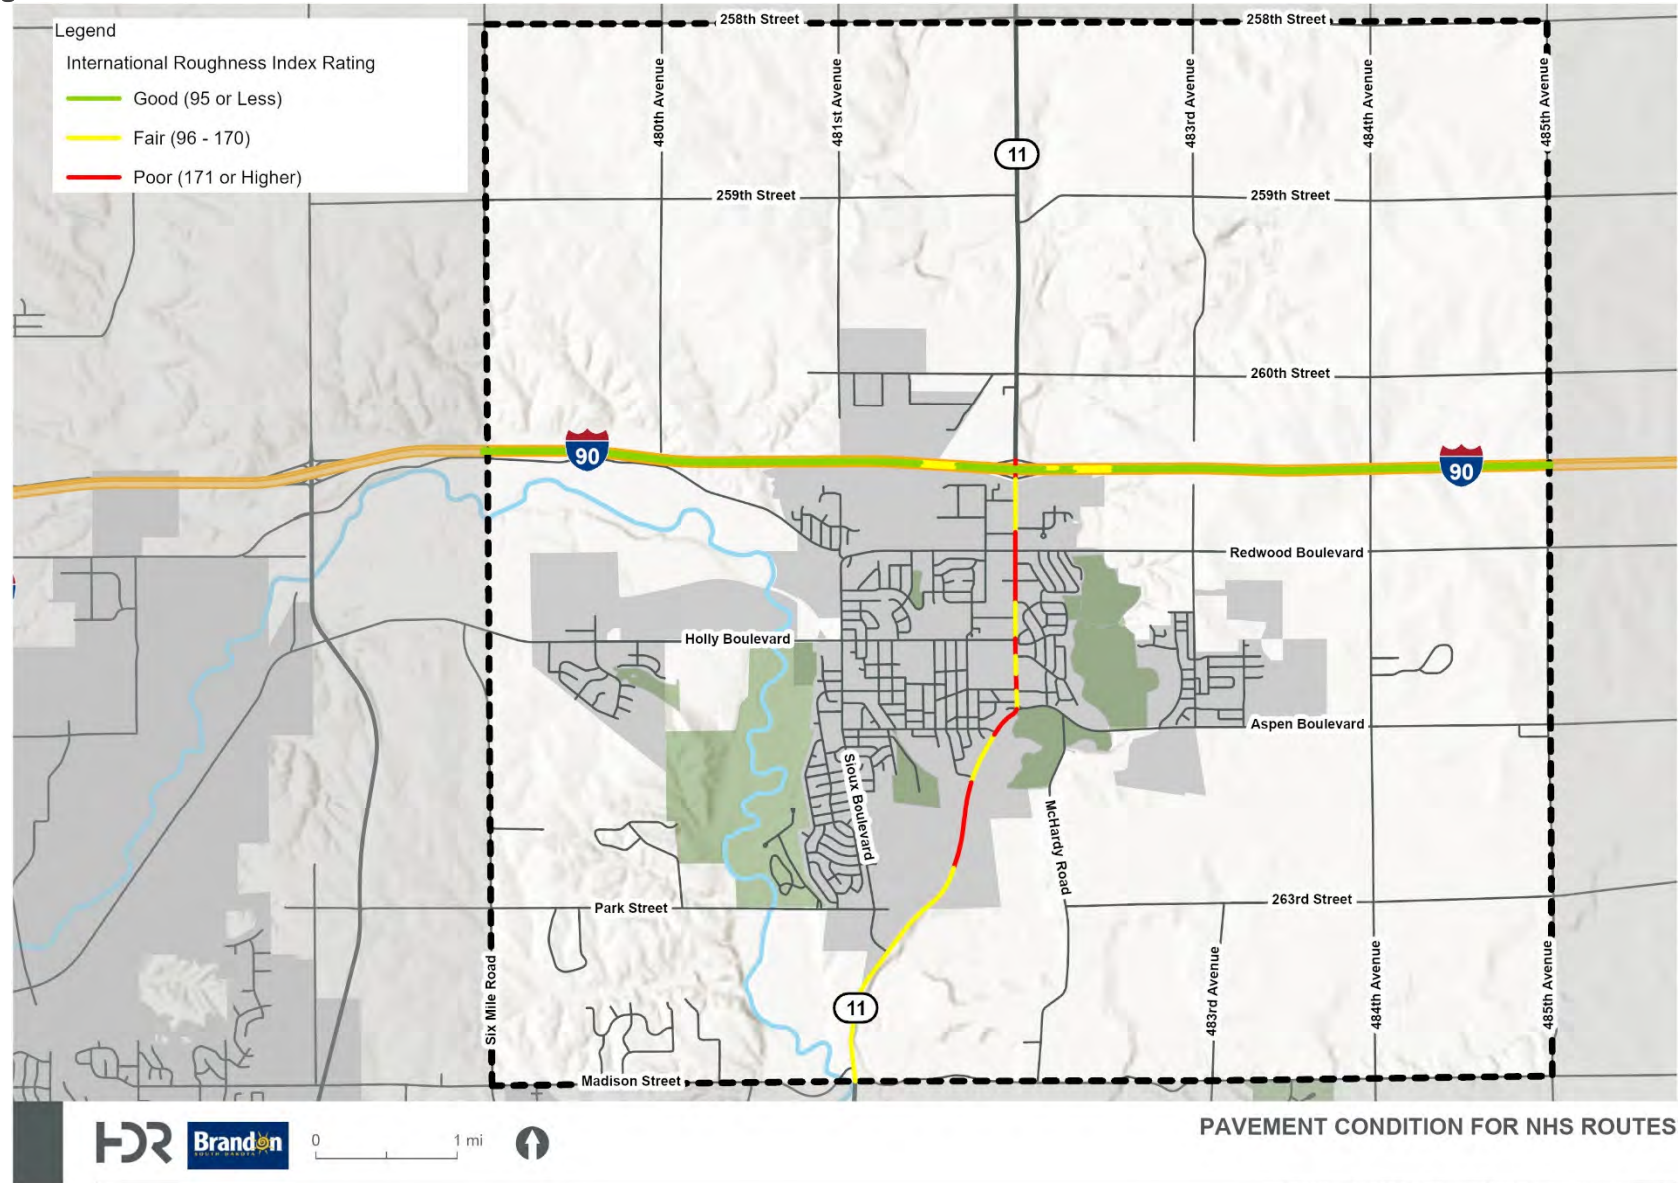 258th Street
258th Street
Legend
International Roughness Index Rating
Good (95 or Less)
Fair (96 - 170)
Poor (171 or Higher)
480th Avenue
481st Avenue
11
483rd Avenue
484th Avenue
485th Avenue
259th Street
259th Street
260th Street
90
90
Redwood Boulevard
Holly Boulevard
Aspen Boulevard
Sioux Boulevard
McHardy Road
Park Street
263rd Street
Six Mile Road
11
483rd Avenue
484th Avenue
485th Avenue
Madison Street
PAVEMENT CONDITION FOR NHS ROUTES
HDR
Brandon
SOUTH DAKOTA
0
1 mi